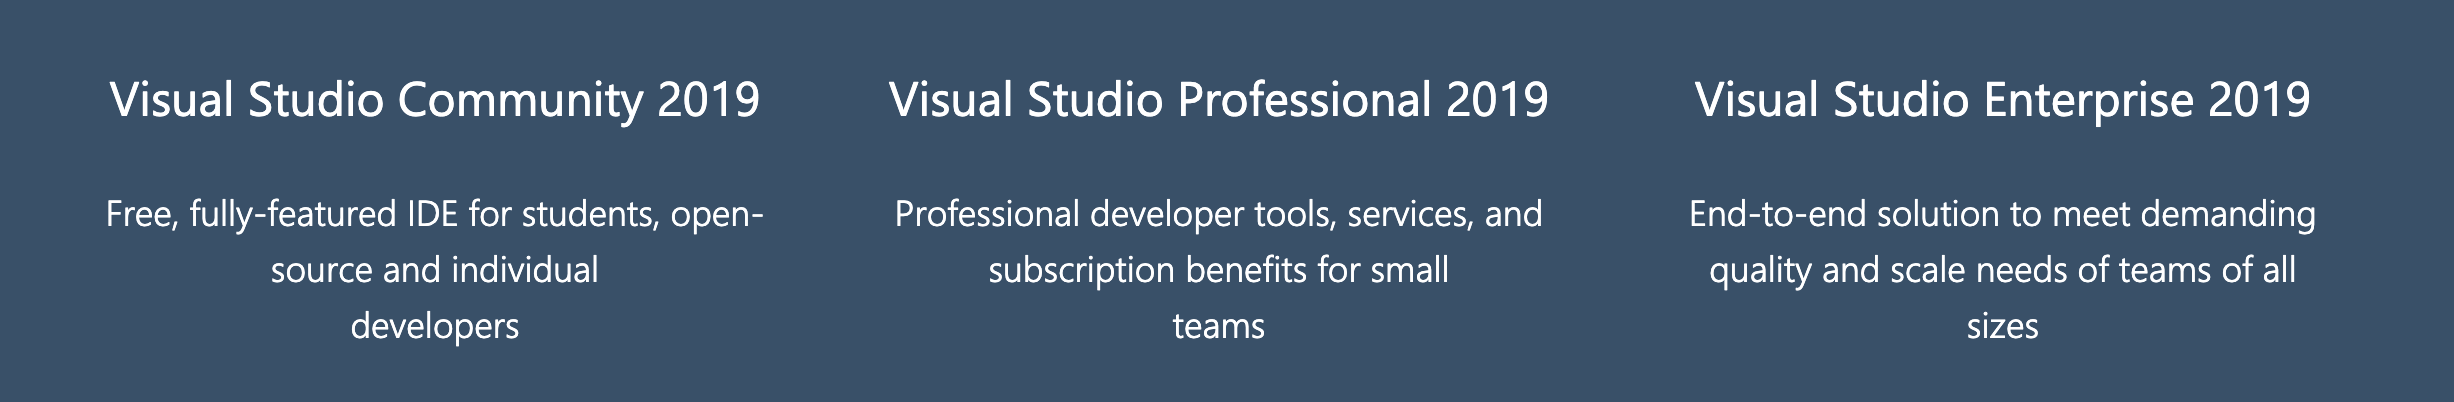 Visual Studio Community 2019
Free, fully-featured IDE for students, open-
source and individual
developers
Visual Studio Professional 2019
Professional developer tools, services, and
subscription benefits for small
teams
Visual Studio Enterprise 2019
End-to-end solution to meet demanding
quality and scale needs of teams of all
sizes